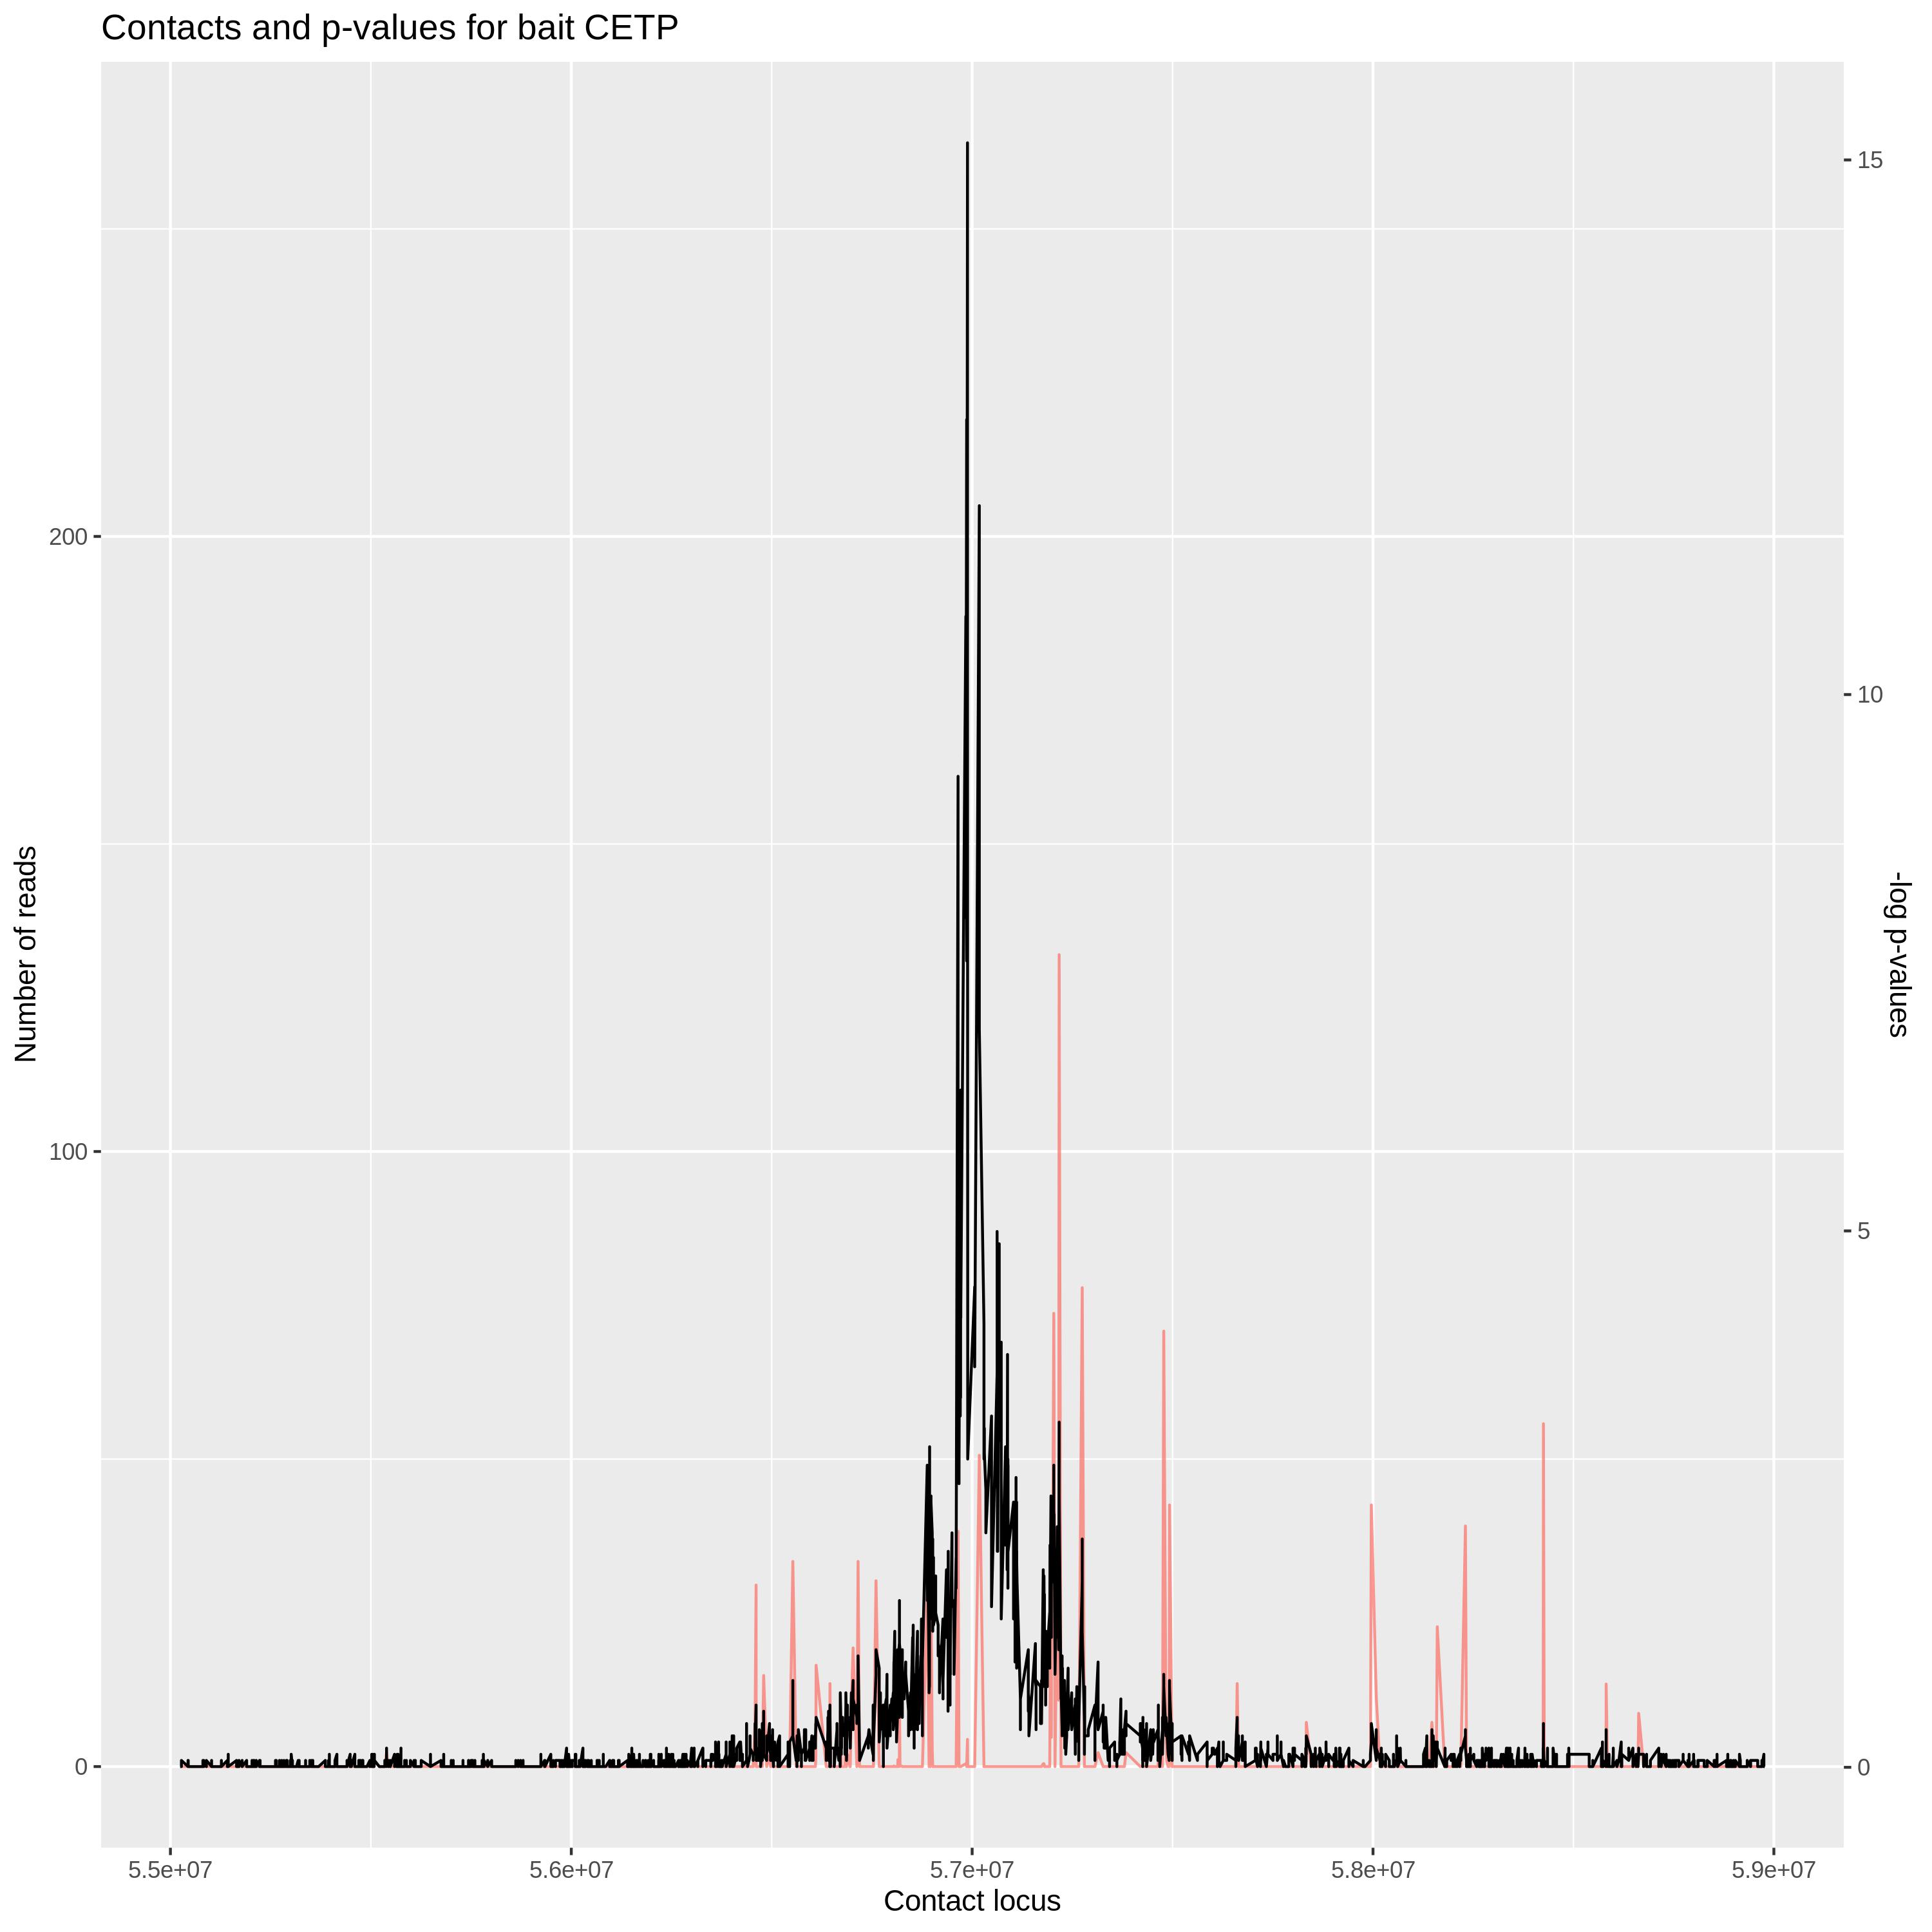 Contacts and p-values for bait CETP
15
200
10
Number of reads
-log p-values
100
5
0
0
5.5e+07
5.6e+07
5.7e+07
5.8e+07
5.9e+07
Contact locus